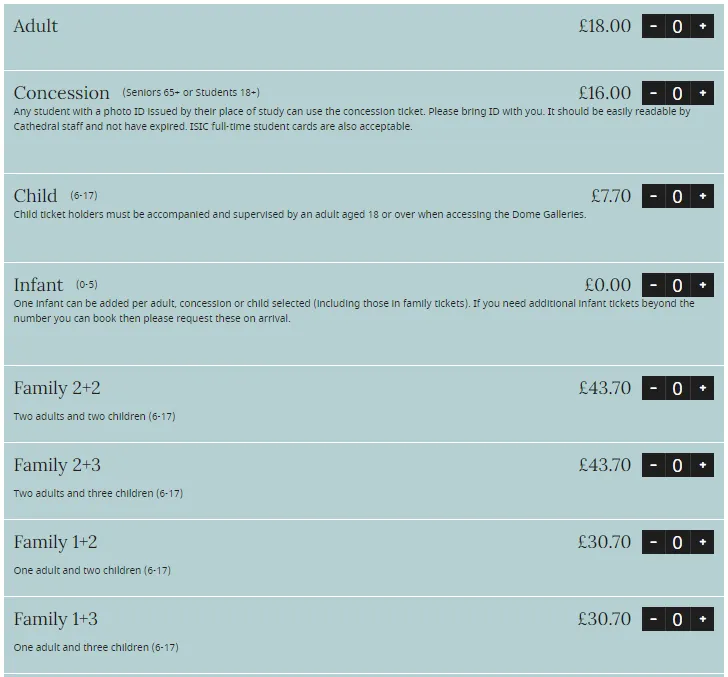 Adult £18.00 - 0 +
Concession (Seniors 65+ or Students 18+) £16.00 - 0 +
Any student with a photo ID issued by their place of study can use the concession ticket. Please bring ID with you. It should be easily readable by
Cathedral staff and not have expired. ISIC full-time student cards are also acceptable.
Child (6-17) £7.70 - 0 +
Child ticket holders must be accompanied and supervised by an adult aged 18 or over when accessing the Dome Galleries.
Infant (0-5) £0.00 - 0 +
One infant can be added per adult, concession or child selected (including those in family tickets). If you need additional infant tickets beyond the
number you can book then please request these on arrival.
Family 2+2 £43.70 - 0 +
Two adults and two children (6-17)
Family 2+3 £43.70 - 0 +
Two adults and three children (6-17)
Family 1+2 £30.70 - 0 +
One adult and two children (6-17)
Family 1+3 £30.70 - 0 +
One adult and three children (6-17)